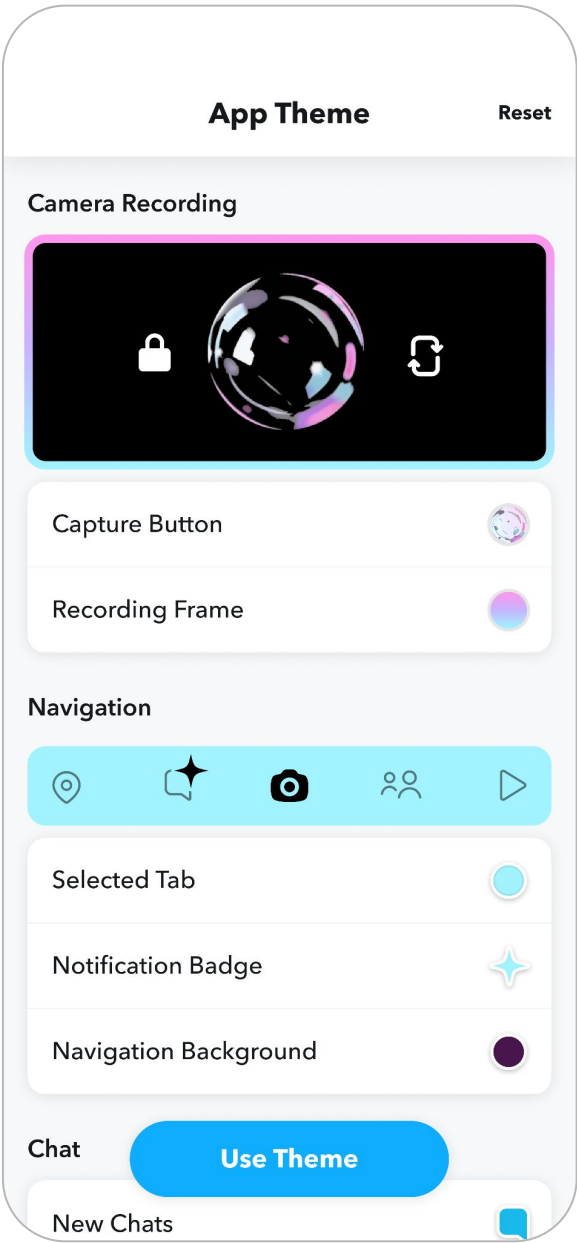 App Theme
Reset
Camera Recording
Capture Button
Recording Frame
Navigation
Selected Tab
Notification Badge
Navigation Background
Chat
Use Theme
New Chats